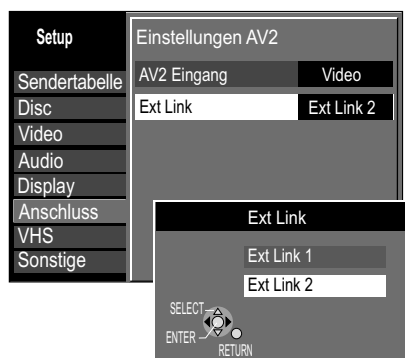 Setup
Einstellungen AV2
Sendertabelle
AV2 Eingang Video
Disc
Ext Link Ext Link 2
Video
Audio
Display
Anschluss
VHS
Sonstige
Ext Link
Ext Link 1
Ext Link 2
SELECT
ENTER
RETURN